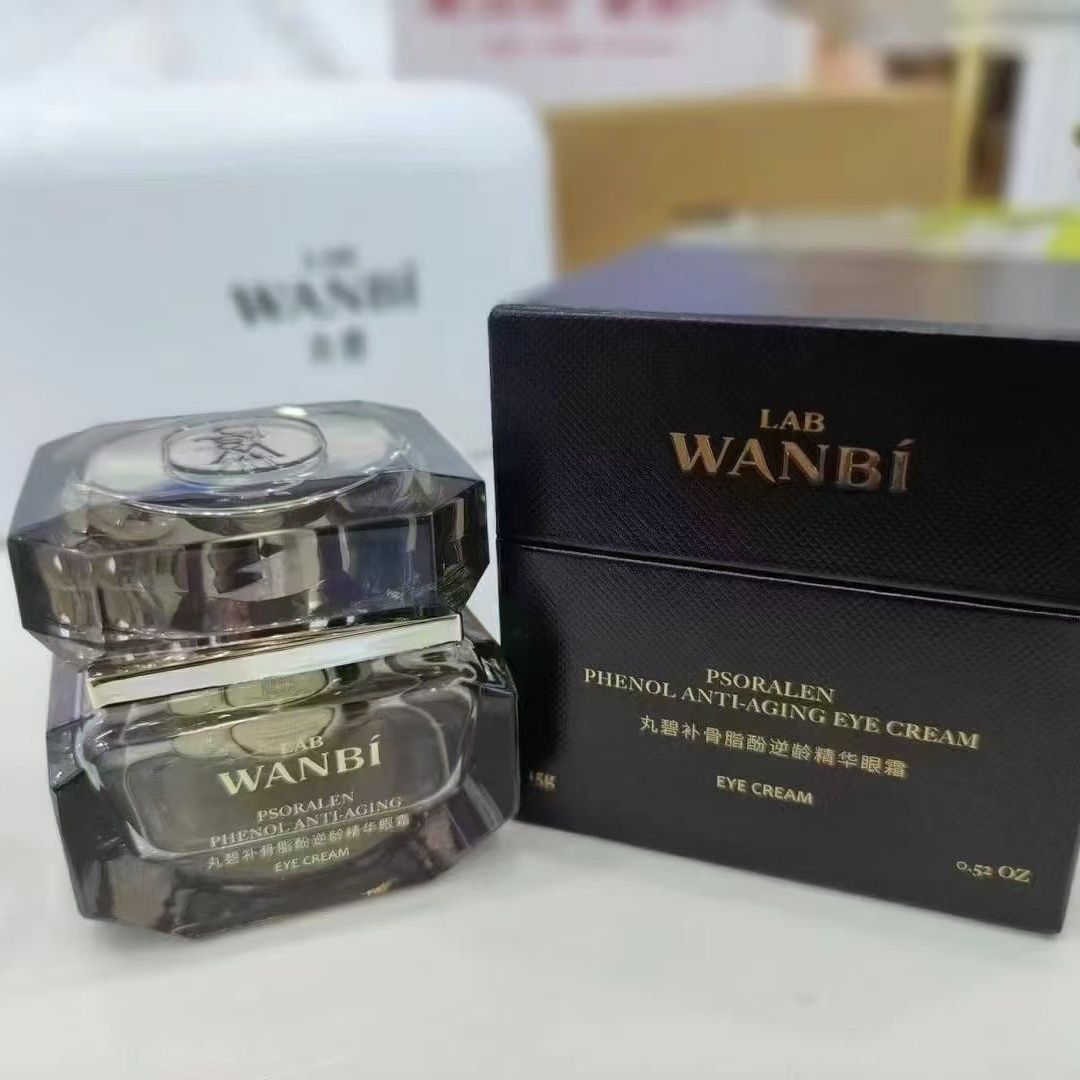 LAB
WANBÍ
LAB
WANBÍ
PSORALEN
PHENOL ANTI-AGING EYE CREAM
丸碧补骨脂酚逆龄精华眼霜
EYE CREAM
15g
0.52 OZ
LAB
WANBÍ
PSORALEN
PHENOL ANTI-AGING
丸碧补骨脂酚逆龄精华眼霜
EYE CREAM